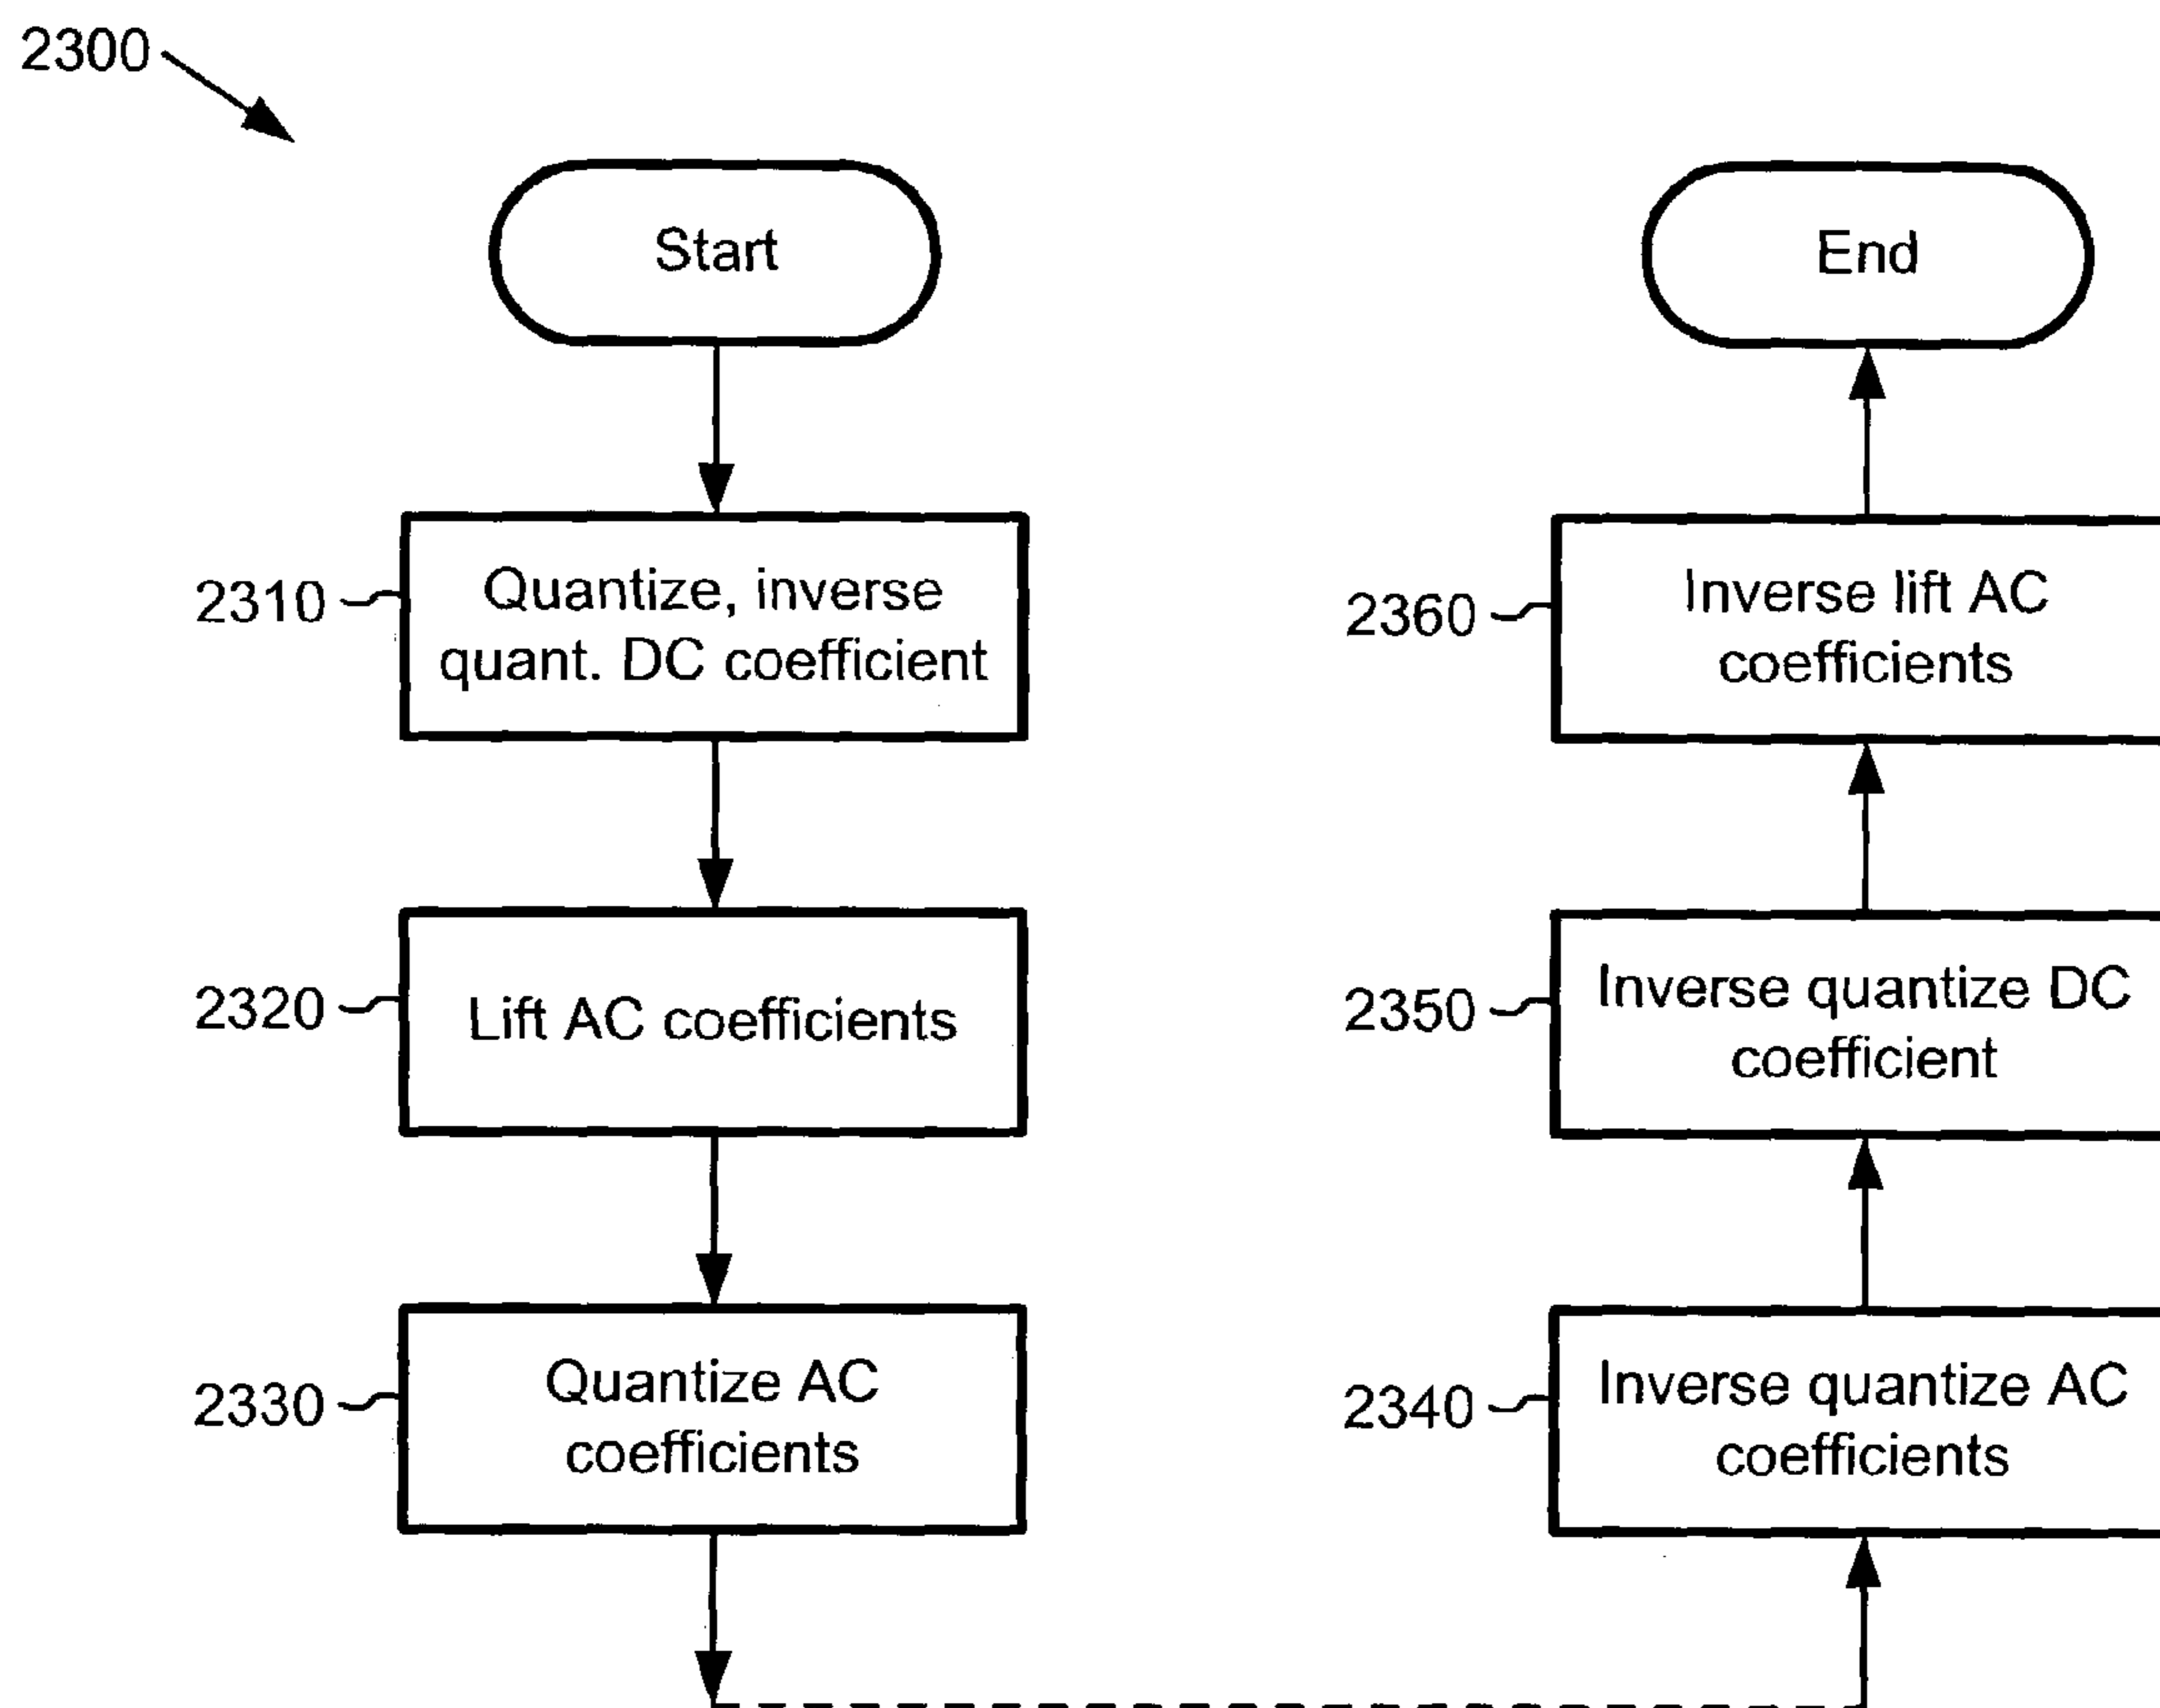 2300
Start
2310
Quantize, inverse
quant. DC coefficient
2320
Lift AC coefficients
2330
Quantize AC
coefficients
End
2360
Inverse lift AC
coefficients
2350
Inverse quantize DC
coefficient
2340
Inverse quantize AC
coefficients